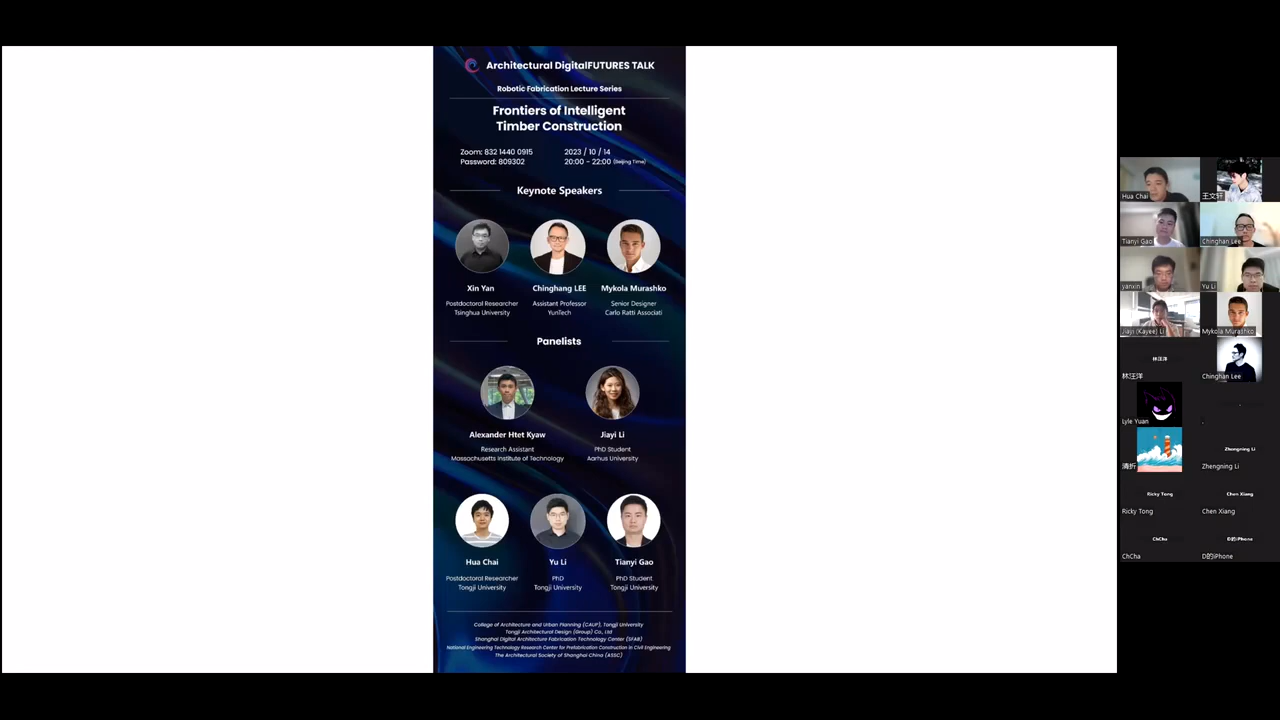 Architectural DigitalFUTURES TALK
Robotic Fabrication Lecture Series
Frontiers of Intelligent
Timber Construction
Zoom: 832 1440 0915
Password: 809302
2023 / 10 / 14
20:00 - 22:00 (Beijing Time)
Keynote Speakers
Xin Yan
Postdoctoral Researcher
Tsinghua University
Chinghang LEE
Assistant Professor
YunTech
Mykola Murashko
Senior Designer
Carlo Ratti Associati
Panelists
Alexander Htet Kyaw
Research Assistant
Massachusetts Institute of Technology
Jiayi Li
PhD Student
Aarhus University
Hua Chai
Postdoctoral Researcher
Tongji University
Yu Li
PhD
Tongji University
Tianyi Gao
PhD Student
Tongji University
College of Architecture and Urban Planning (CAUP), Tongji University
Tongji Architectural Design (Group) Co., Ltd
Shanghai Digital Architecture Fabrication Technology Center (SFAB)
National Engineering Technology Research Center for Prefabrication Construction in Civil Engineering
The Architectural Society of Shanghai China (ASSC)
Hua Chai
王文轩
Tianyi Gao
Chinghan Lee
yanxin
Yu Li
Jiayi (Kayee) Li
Mykola Murashko
林汪洋
林汪洋
Chinghan Lee
Lyle Yuan
清折
Zhengning Li
Zhengning Li
Ricky Tong
Ricky Tong
Chen Xiang
Chen Xiang
ChCha
ChCha
D的iPhone
D的iPhone